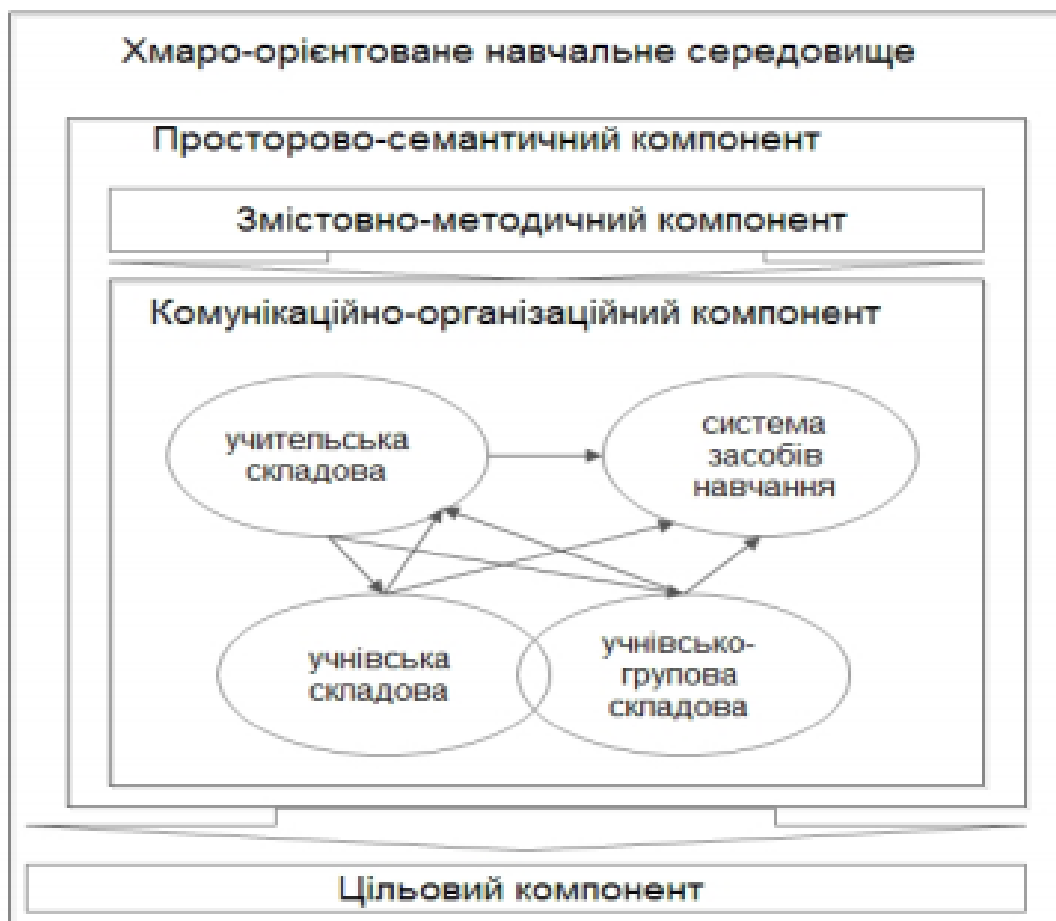 Хмаро-орієнтоване навчальне середовище
Просторово-семантичний компонент
Змістовно-методичний компонент
Комунікаційно-організаційний компонент
учительська
складова
система
засобів
навчання
учнівська
складова
учнівсько-
групова
складова
Цільовий компонент